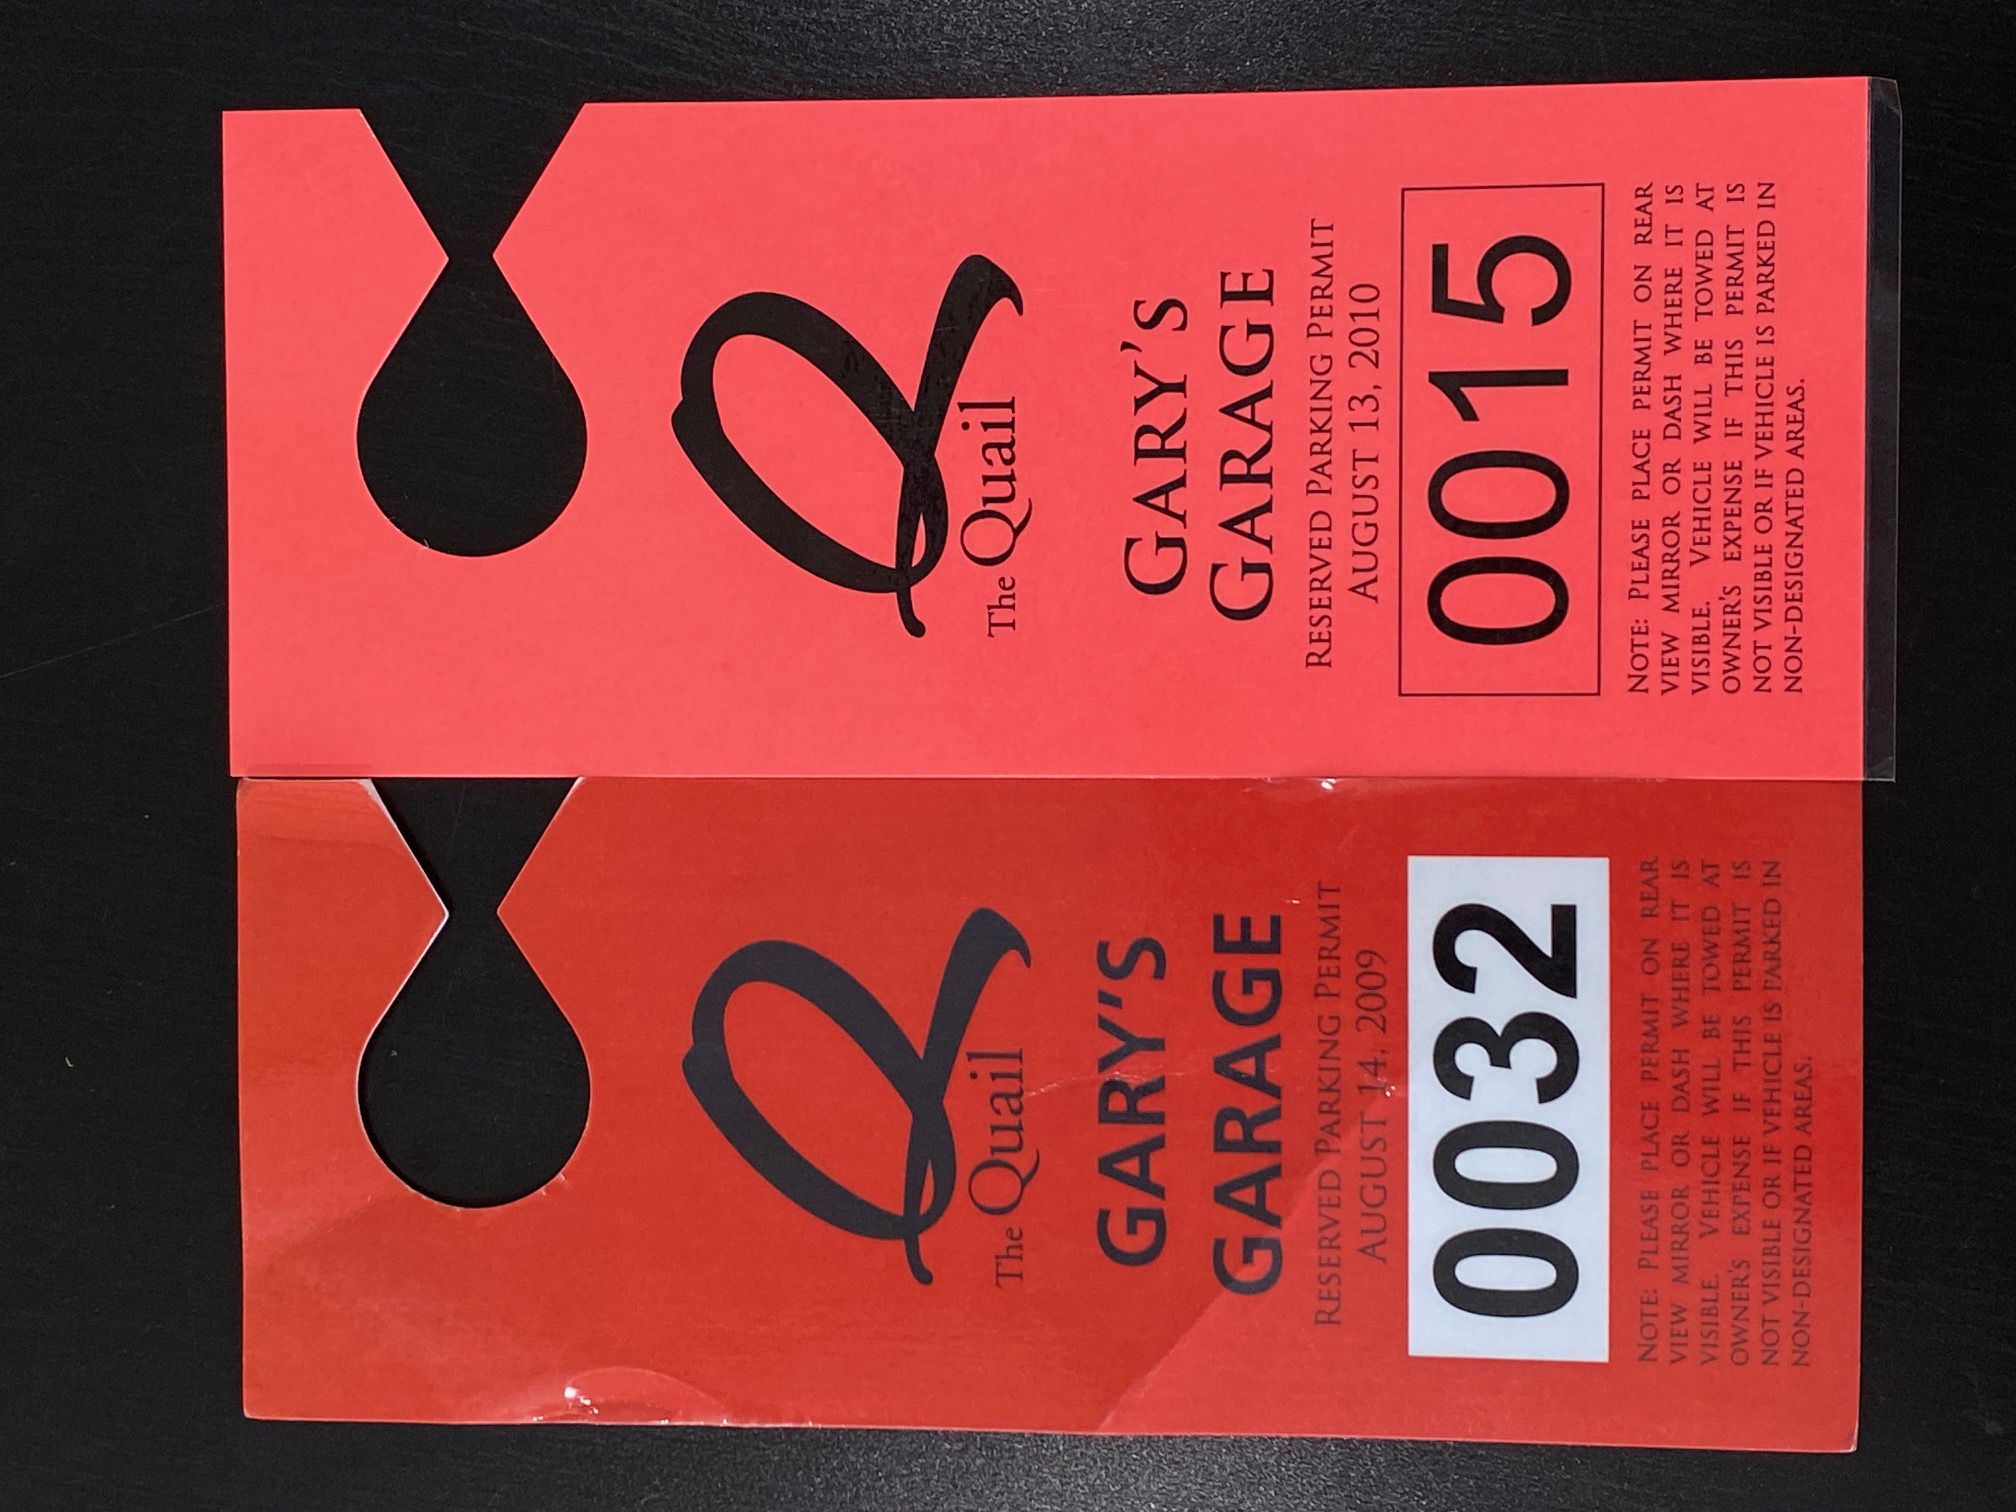 The Quail
GARY'S
GARAGE
RESERVED PARKING PERMIT
AUGUST 13, 2010
0015
NOTE: PLEASE PLACE PERMIT ON REAR
VIEW MIRROR OR DASH WHERE IT IS
VISIBLE. VEHICLE WILL BE TOWED AT
OWNER'S EXPENSE IF THIS PERMIT IS
NOT VISIBLE OR IF VEHICLE IS PARKED IN
NON-DESIGNATED AREAS.
The Quail
GARY'S
GARAGE
RESERVED PARKING PERMIT
AUGUST 14, 2009
0032
NOTE: PLEASE PLACE PERMIT ON REAR
VIEW MIRROR OR DASH WHERE IT IS
VISIBLE. VEHICLE WILL BE TOWED AT
OWNER'S EXPENSE IF THIS PERMIT IS
NOT VISIBLE OR IF VEHICLE IS PARKED IN
NON-DESIGNATED AREAS.